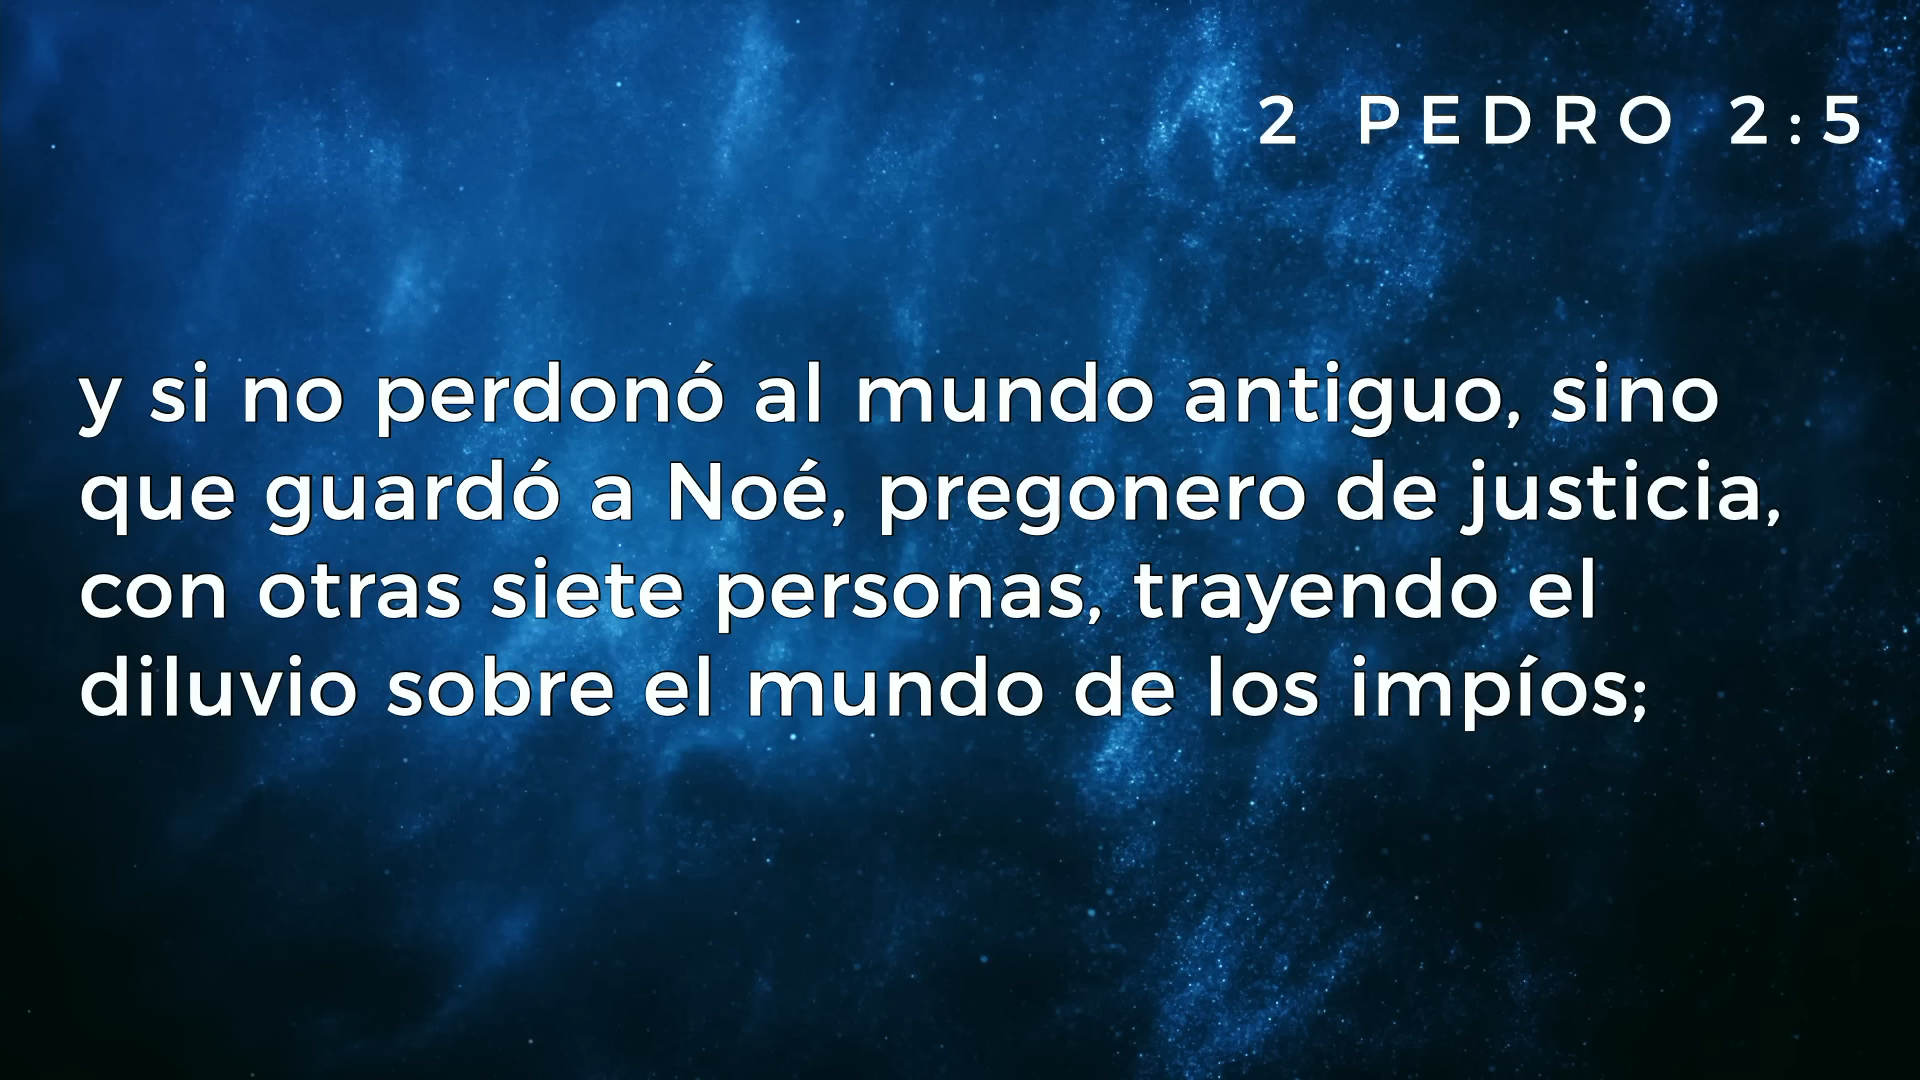 2 PEDRO 2:5
y si no perdonó al mundo antiguo, sino
que guardó a Noé, pregonero de justicia,
con otras siete personas, trayendo el
diluvio sobre el mundo de los impíos;